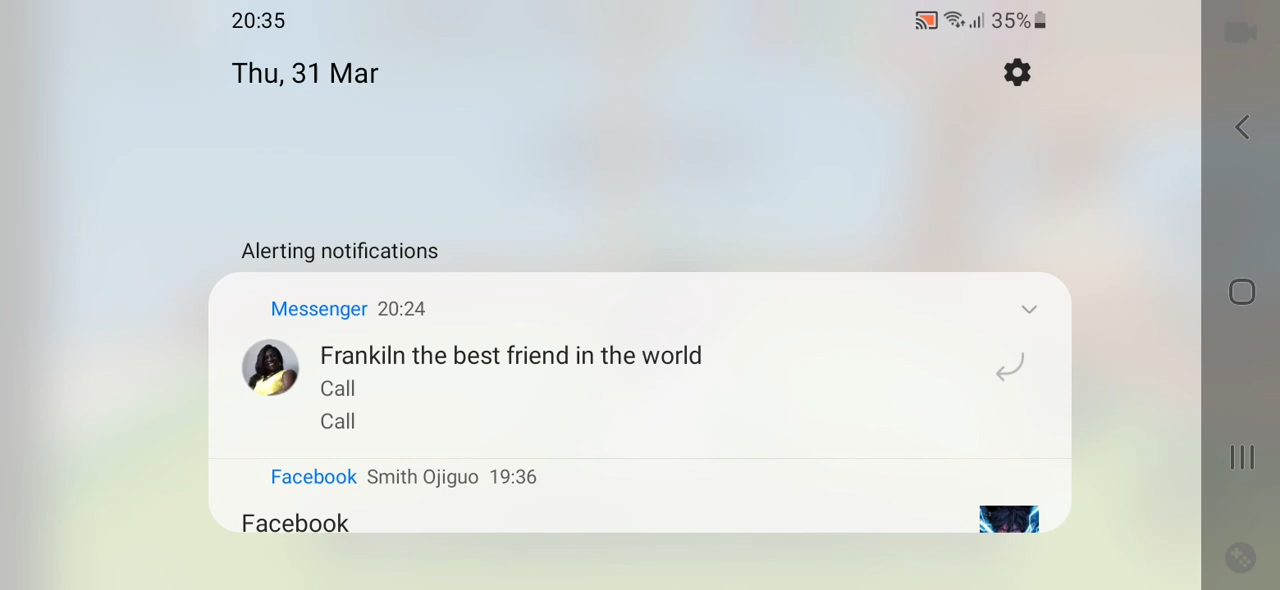 20:35
35%
Thu, 31 Mar
Alerting notifications
Messenger 20:24
Frankiln the best friend in the world
Call
Call
Facebook Smith Ojiguo 19:36
Facebook